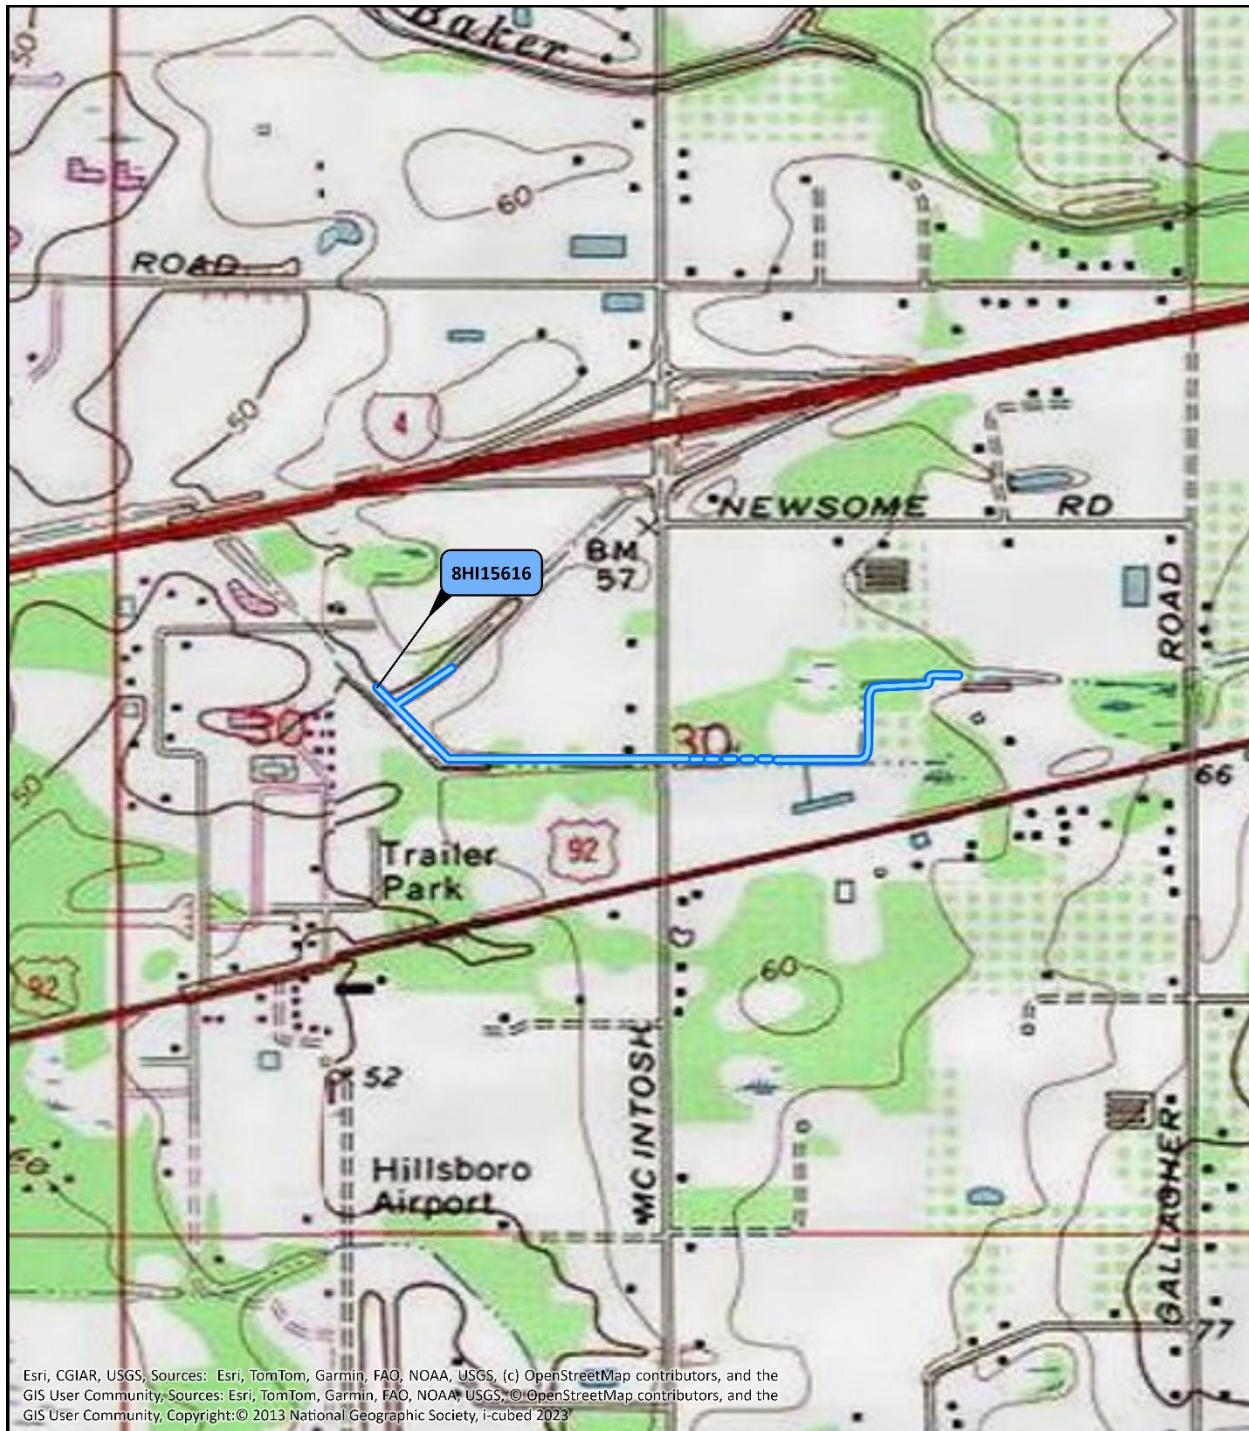 Baker
50
60
ROAD
50
4
NEWSOME RD
BM
57
8HI15616
ROAD
30
30
50
66
Trailer
Park
92
60
92
MCINTOSH
52
Hillsboro
Airport
60
GALLAGHER
77
Esri, CGIAR, USGS, Sources: Esri, TomTom, Garmin, FAO, NOAA, USGS, (c) OpenStreetMap contributors, and the
GIS User Community, Sources: Esri, TomTom, Garmin, FAO, NOAA, USGS, © OpenStreetMap contributors, and the
GIS User Community, Copyright:© 2013 National Geographic Society, i-cubed 2023